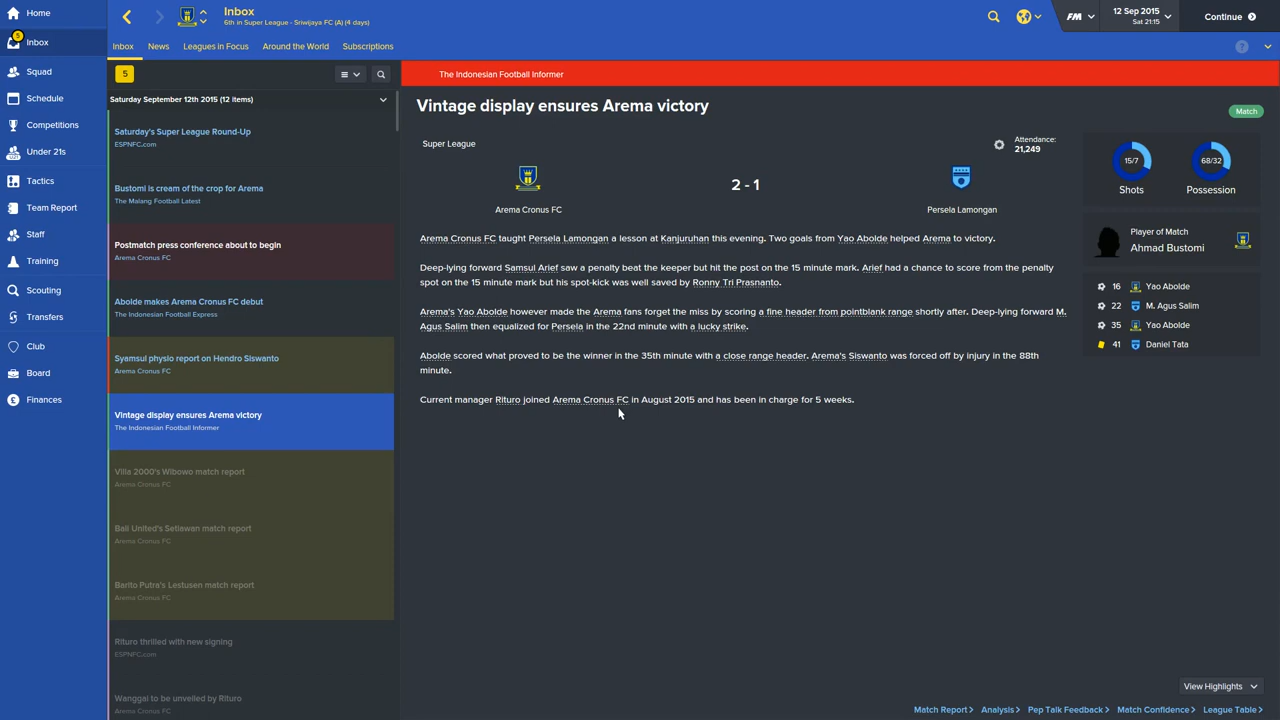 Home
5
Inbox
Squad
Schedule
Competitions
Under 21s
Tactics
Team Report
Staff
Training
Scouting
Transfers
Club
Board
Finances
Inbox
6th in Super League - Sriwijaya FC (A) (4 days)
FM
12 Sep 2015
Sat 21:15
Continue
Inbox
News
Leagues in Focus
Around the World
Subscriptions
?
5
Saturday September 12th 2015 (12 items)
Saturday's Super League Round-Up
ESPNFC.com
Bustomi is cream of the crop for Arema
The Malang Football Latest
Postmatch press conference about to begin
Arema Cronus FC
Abolde makes Arema Cronus FC debut
The Indonesian Football Express
Syamsul physio report on Hendro Siswanto
Arema Cronus FC
Vintage display ensures Arema victory
The Indonesian Football Informer
Villa 2000's Wibowo match report
Arema Cronus FC
Bali United's Setiawan match report
Arema Cronus FC
Barito Putra's Lestusen match report
Arema Cronus FC
Rituro thrilled with new signing
ESPNFC.com
Wanggai to be unveiled by Rituro
Arema Cronus FC
The Indonesian Football Informer
Vintage display ensures Arema victory
Match
Super League
Attendance:
21,249
2 - 1
Arema Cronus FC
Persela Lamongan
Arema Cronus FC taught Persela Lamongan a lesson at Kanjuruhan this evening. Two goals from Yao Abolde helped Arema to victory.
Deep-lying forward Samsul Arief saw a penalty beat the keeper but hit the post on the 15 minute mark. Arief had a chance to score from the penalty
spot on the 15 minute mark but his spot-kick was well saved by Ronny Tri Prasnanto.
Arema's Yao Abolde however made the Arema fans forget the miss by scoring a fine header from pointblank range shortly after. Deep-lying forward M.
Agus Salim then equalized for Persela in the 22nd minute with a lucky strike.
Abolde scored what proved to be the winner in the 35th minute with a close range header. Arema's Siswanto was forced off by injury in the 88th
minute.
Current manager Rituro joined Arema Cronus FC in August 2015 and has been in charge for 5 weeks.
15/7
Shots
68/32
Possession
Player of Match
Ahmad Bustomi
16 Yao Abolde
22 M. Agus Salim
35 Yao Abolde
41 Daniel Tata
View Highlights
Match Report
Analysis
Pep Talk Feedback
Match Confidence
League Table